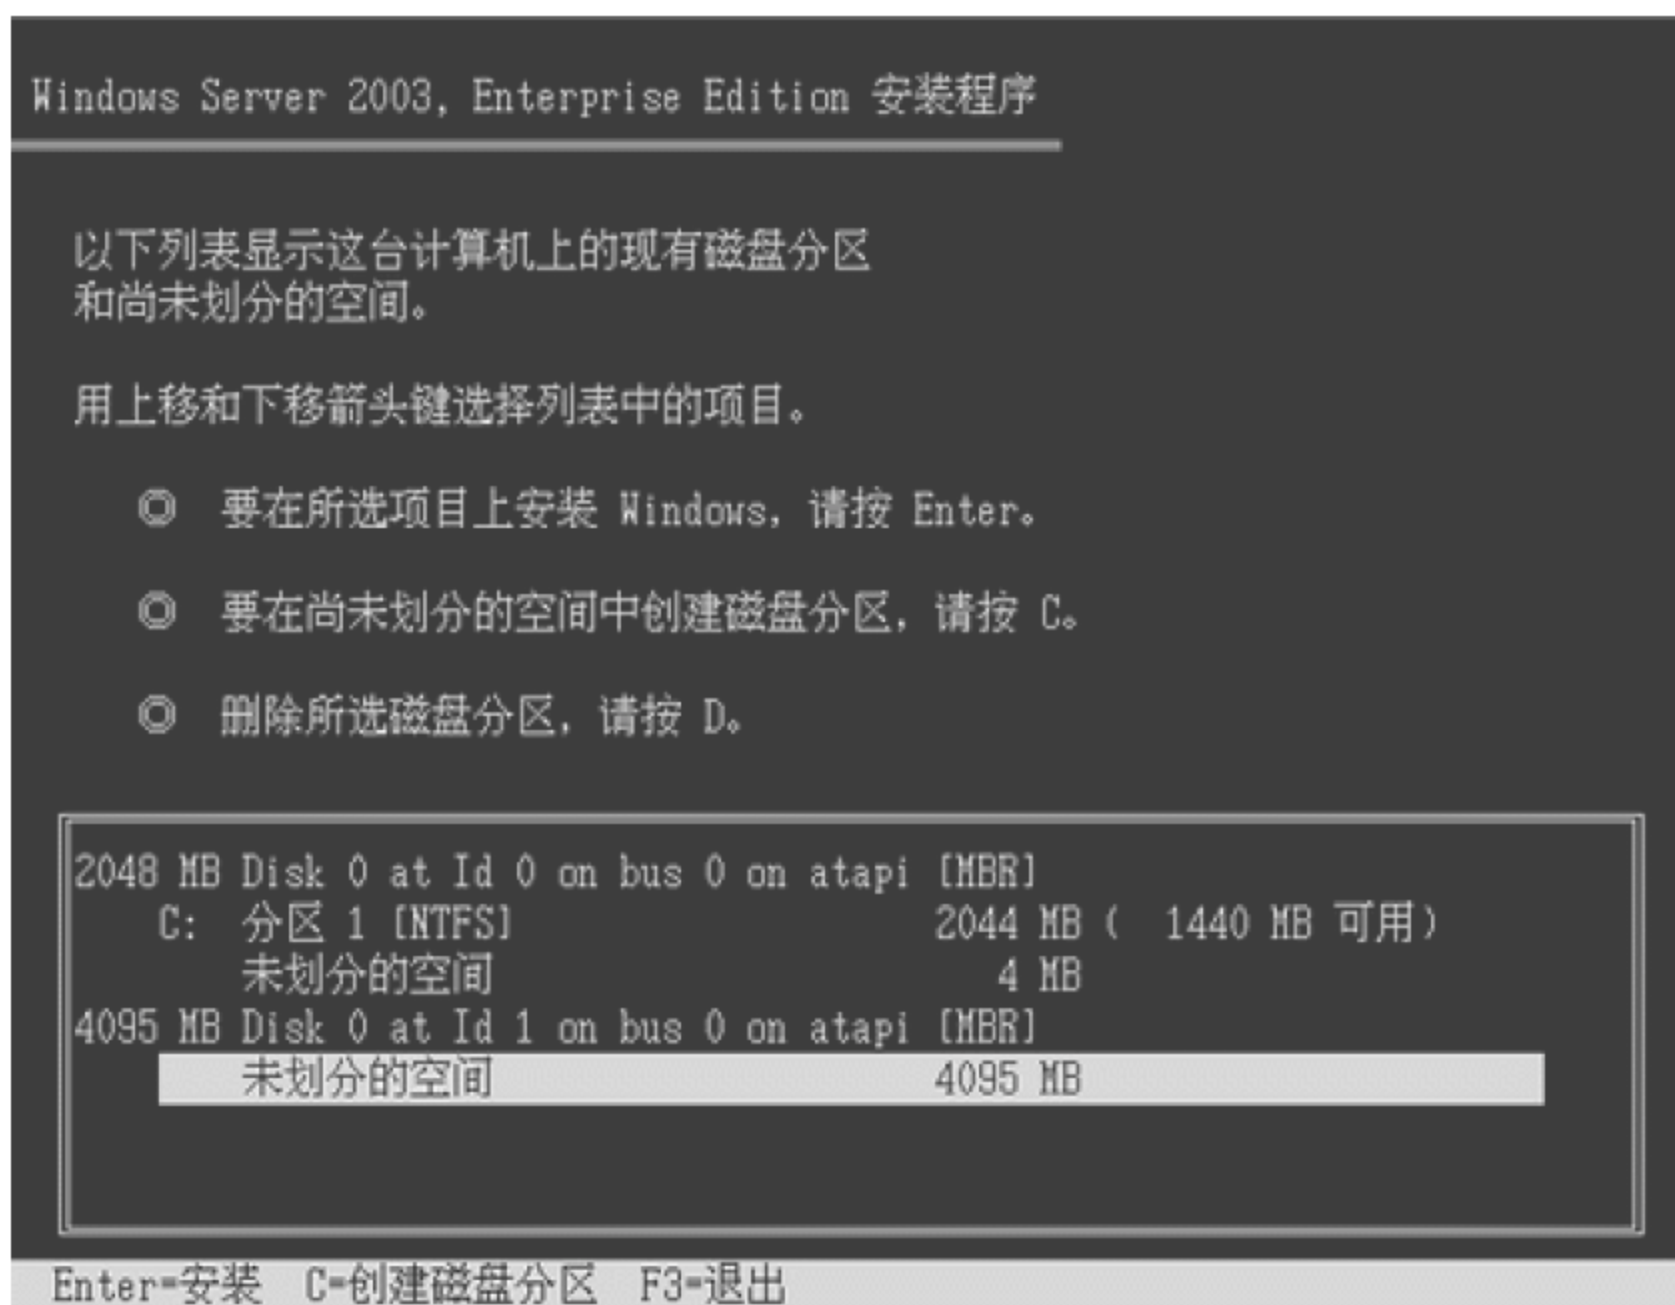 Windows Server 2003, Enterprise Edition 安装程序
以下列表显示这台计算机上的现有磁盘分区
和尚未划分的空间。
用上移和下移箭头键选择列表中的项目。
◎ 要在所选项目上安装 Windows，请按 Enter。
◎ 要在尚未划分的空间中创建磁盘分区，请按 C。
◎ 删除所选磁盘分区，请按 D。
2048 MB Disk 0 at Id 0 on bus 0 on atapi [MBR]
C: 分区 1 [NTFS] 2044 MB ( 1440 MB 可用)
未划分的空间 4 MB
4095 MB Disk 0 at Id 1 on bus 0 on atapi [MBR]
未划分的空间 4095 MB
Enter=安装 C=创建磁盘分区 F3=退出